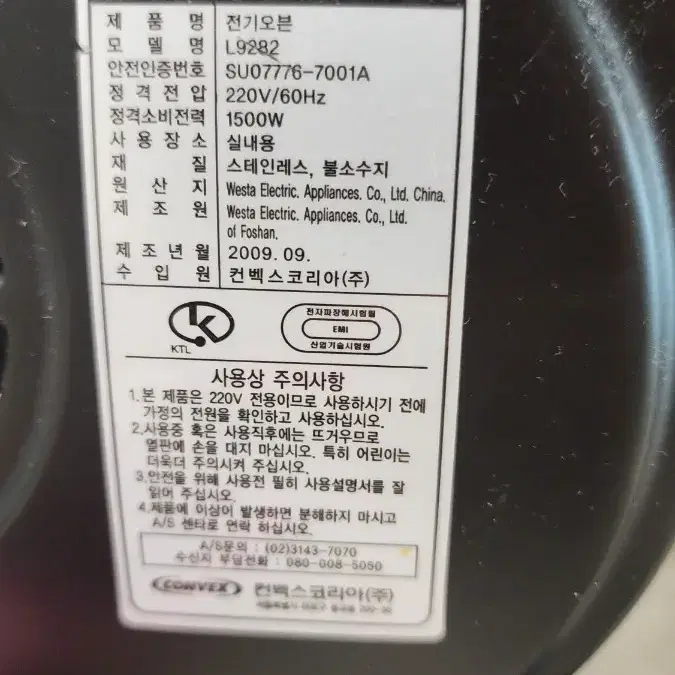 제품명 전기오븐
모델명 L9282
안전인증번호 SU07776-7001A
정격전압 220V/60Hz
정격소비전력 1500W
사용장소 실내용
재질 스테인레스, 불소수지
원산지 Westa Electric. Appliances. Co., Ltd. China.
제조원 Westa Electric. Appliances. Co., Ltd.
of Foshan.
제조년월 2009.09.
수입원 컨벡스코리아(주)
KTL
전자파장해시험필
EMI
산업기술시험원
사용상 주의사항
1.본 제품은 220V 전용이므로 사용하시기 전에
가정의 전원을 확인하고 사용하십시오.
2.사용중 혹은 사용직후에는 뜨거우므로
열판에 손을 대지 마십시오. 특히 어린이는
더욱더 주의시켜 주십시오.
3.안전을 위해 사용전 필히 사용설명서를 잘
읽어 주십시오.
4.제품에 이상이 발생하면 분해하지 마시고
A/S 센타로 연락 하십시오.
A/S문의 : (02)3143-7070
수신자 부담전화 : 080-008-5050
CONVEX 컨벡스코리아(주)